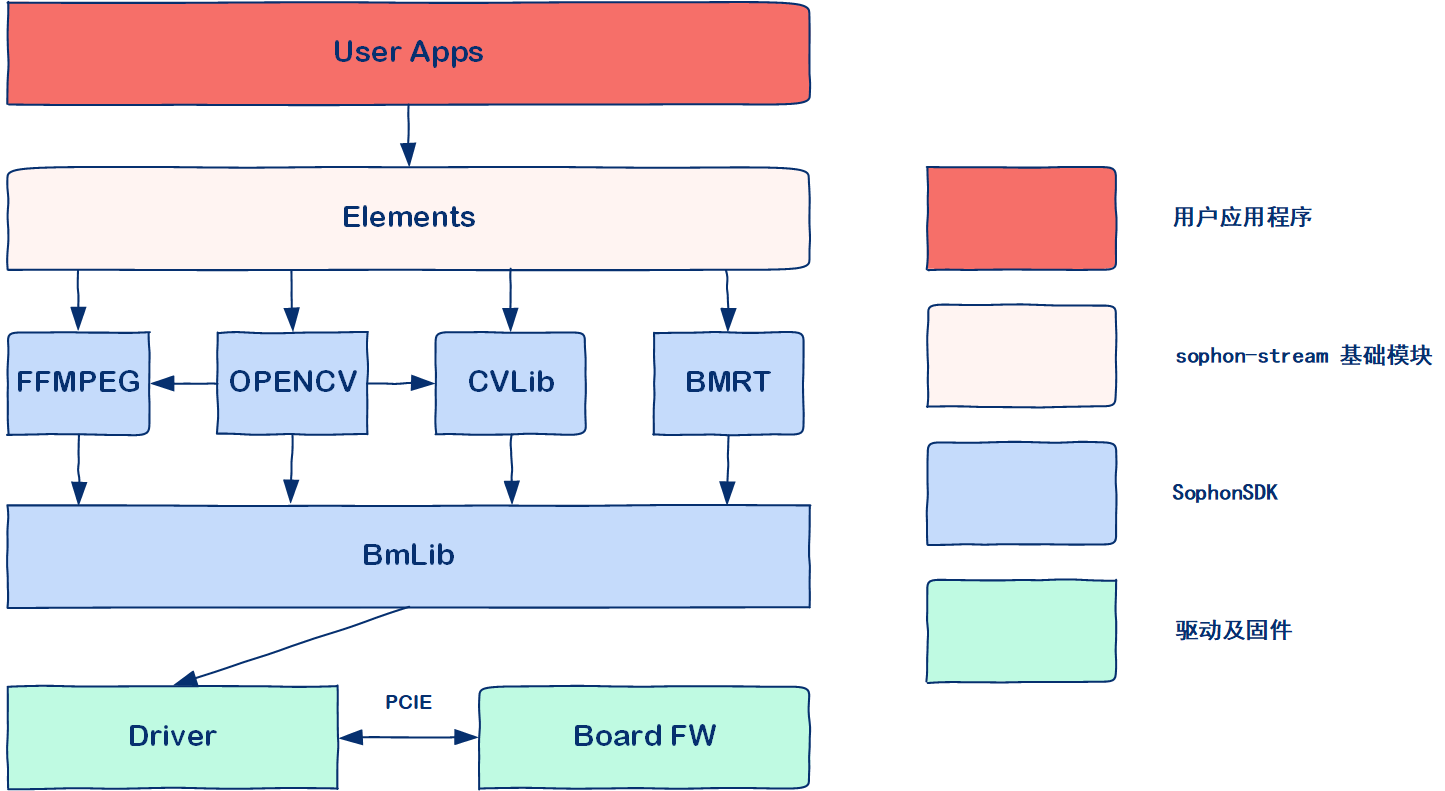 User Apps
Elements
FFMPEG
OPENCV
CVLib
BMRT
BmLib
PCIE
Driver
Board FW
用户应用程序
sophon-stream 基础模块
SophonSDK
驱动及固件